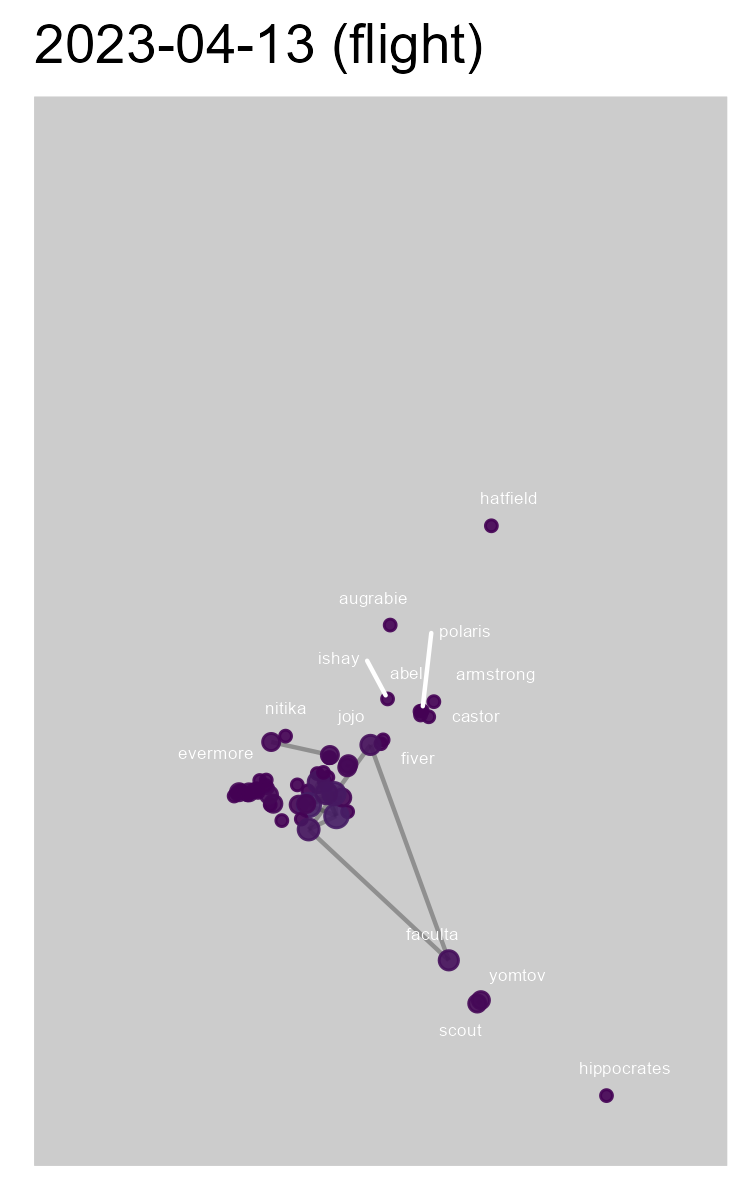 2023-04-13 (flight)
hatfield
augrabie
polaris
ishay
abel
armstrong
nitika
jojo
castor
evermore
fiver
faculta
yomtov
scout
hippocrates